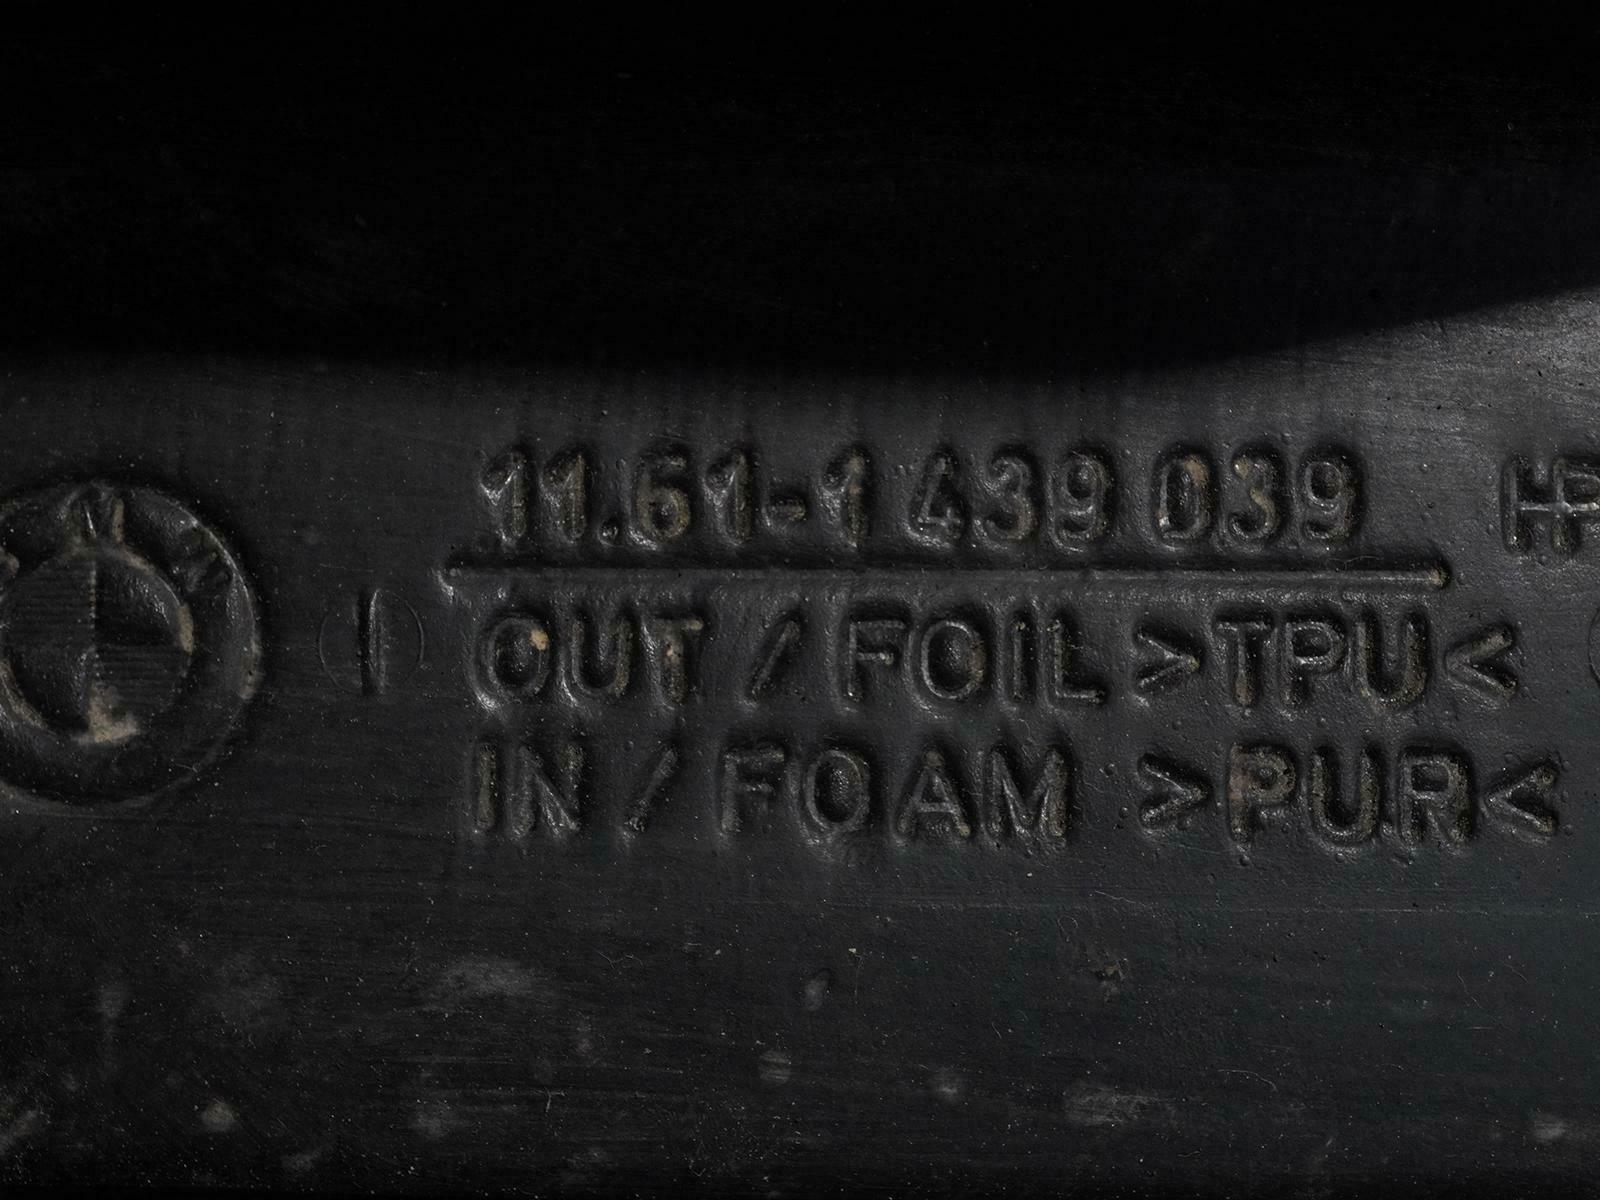 11.61-1 439 039
OUT / FOIL >TPU<
IN / FOAM >PUR<